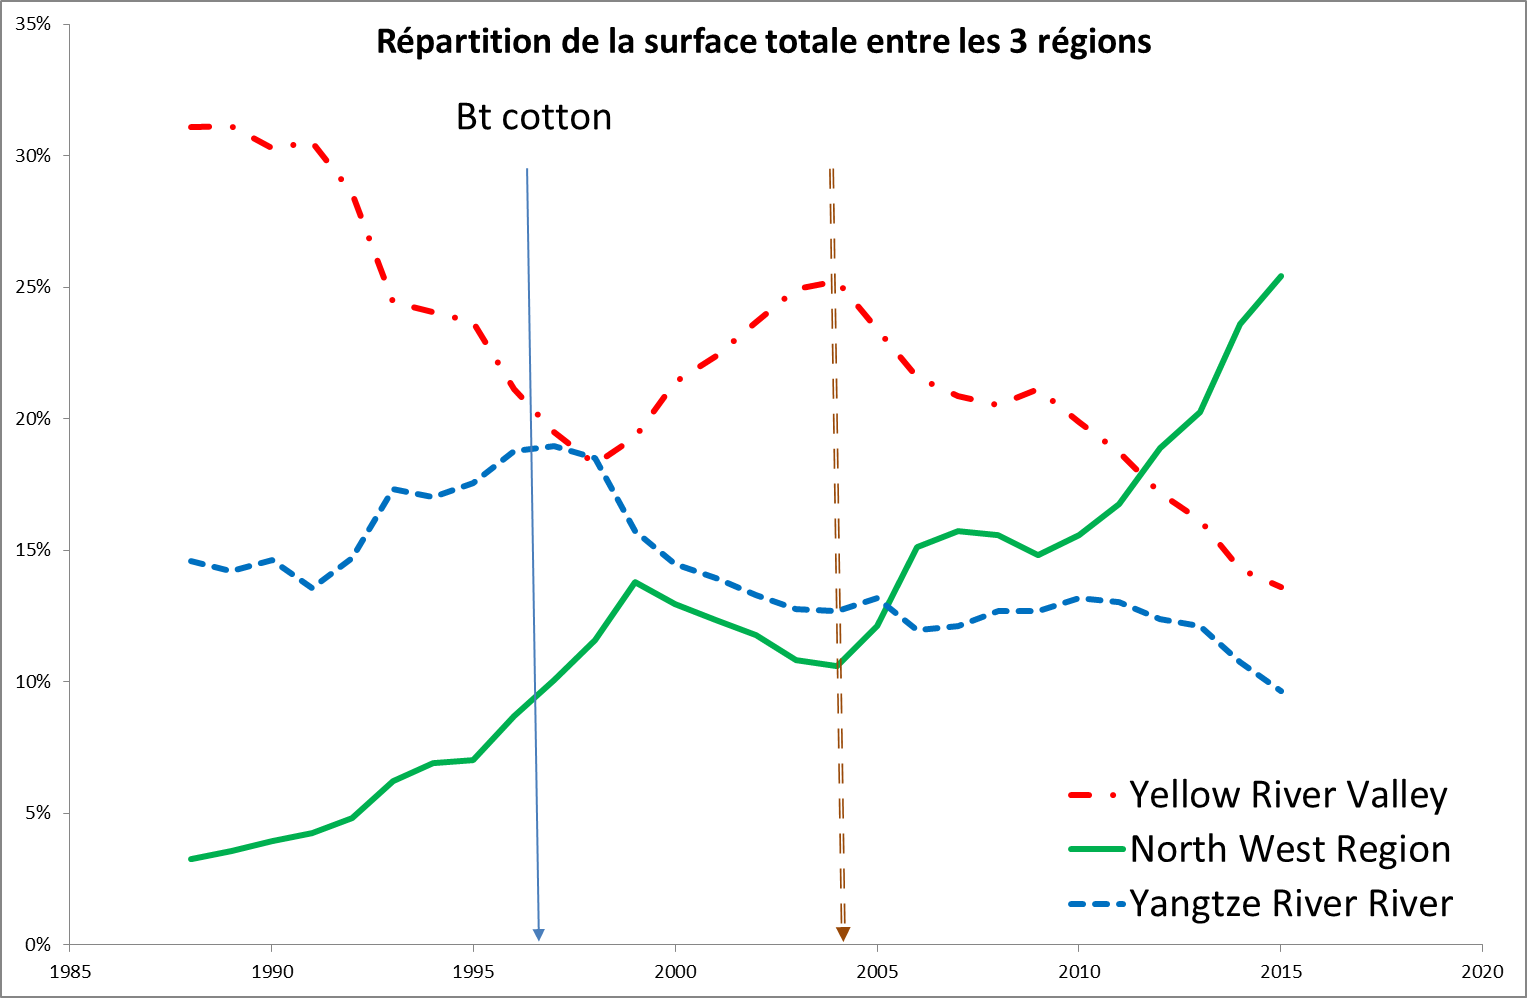 Répartition de la surface totale entre les 3 régions
Bt cotton
35%
30%
25%
20%
15%
10%
5%
0%
1985 1990 1995 2000 2005 2010 2015 2020
Yellow River Valley
North West Region
Yangtze River River